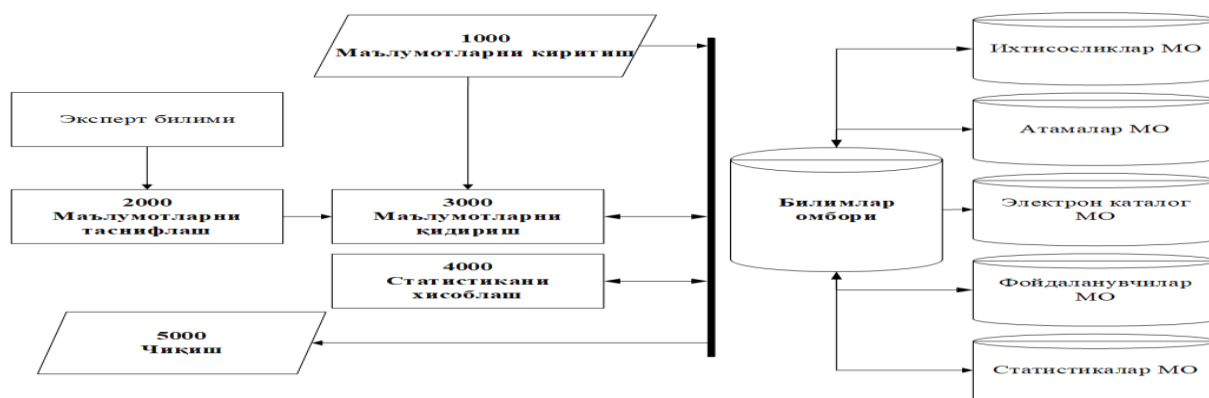 1000
Маълумотларни киритиш
Эксперт билими
2000
Маълумотларни
таснифлаш
3000
Маълумотларни
қидириш
4000
Статистикани
хисоблаш
5000
Чиқиш
Билимлар
омбори
Ихтисосликлар МО
Атамалар МО
Электрон каталог
МО
Фойдаланувчилар
МО
Статистикалар МО